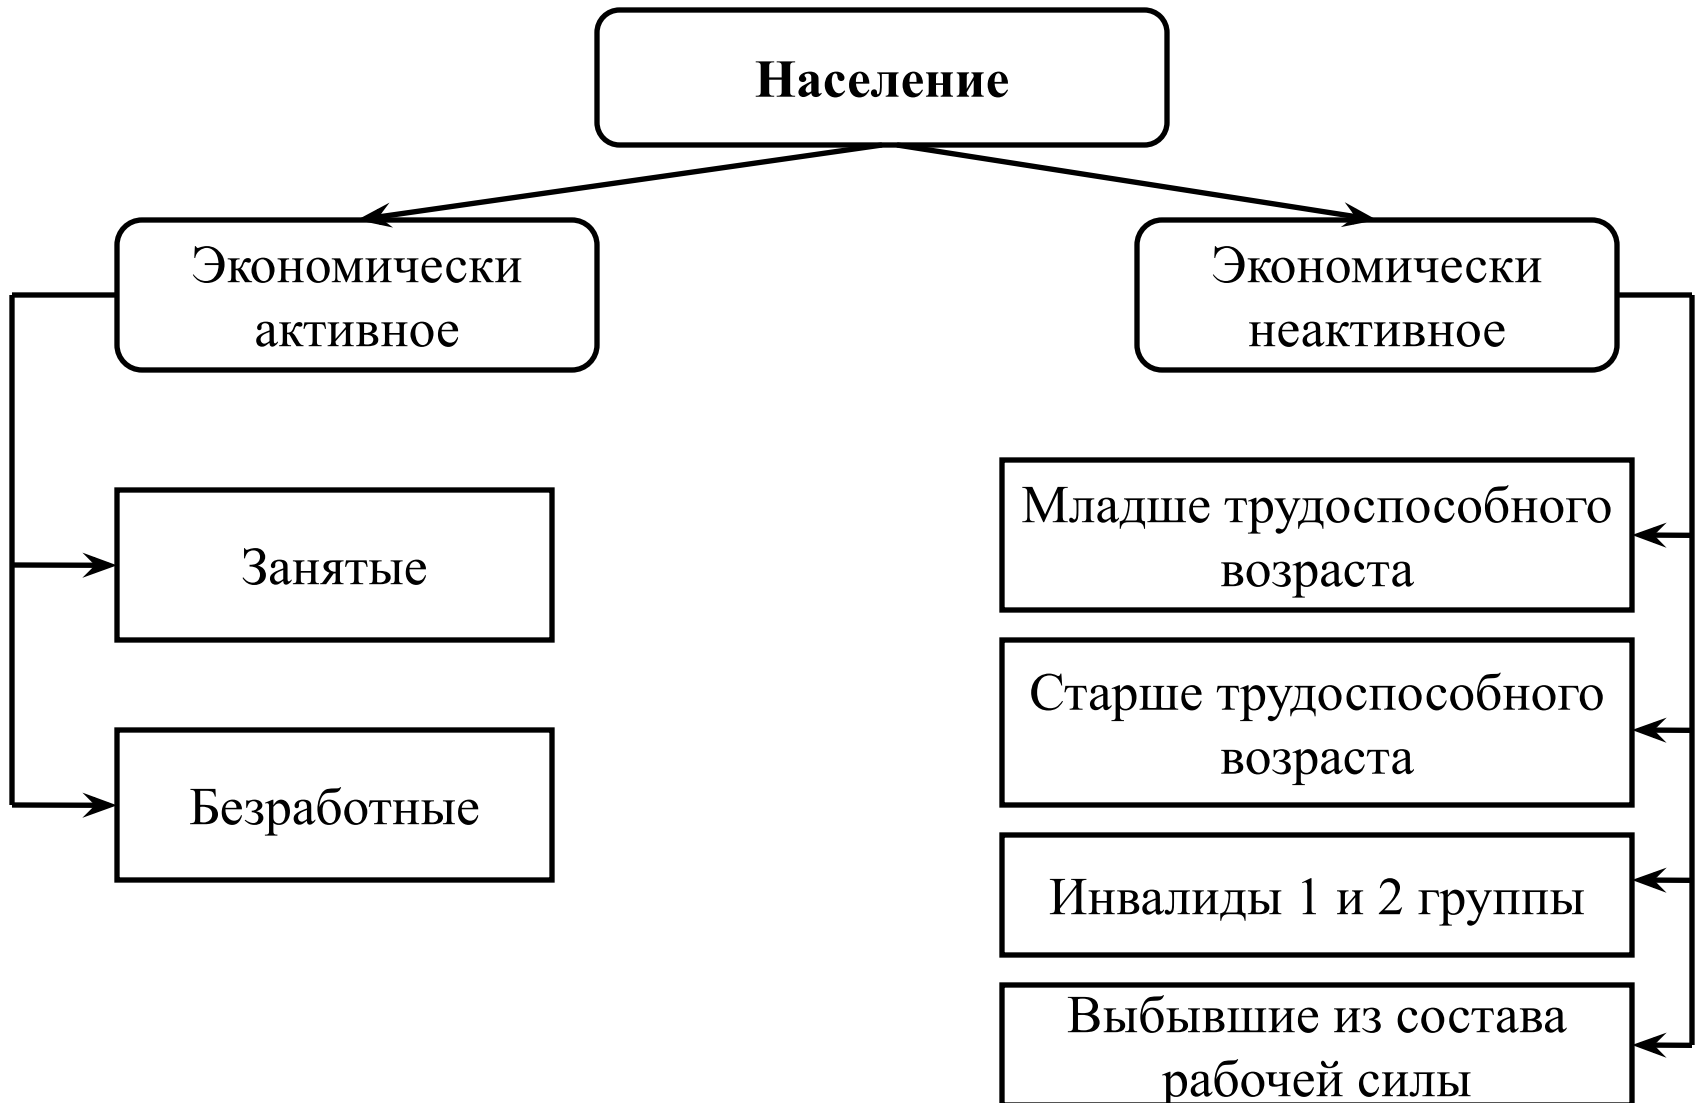 Население
Экономически
активное
Экономически
неактивное
Занятые
Безработные
Младше трудоспособного
возраста
Старше трудоспособного
возраста
Инвалиды 1 и 2 группы
Выбывшие из состава
рабочей силы